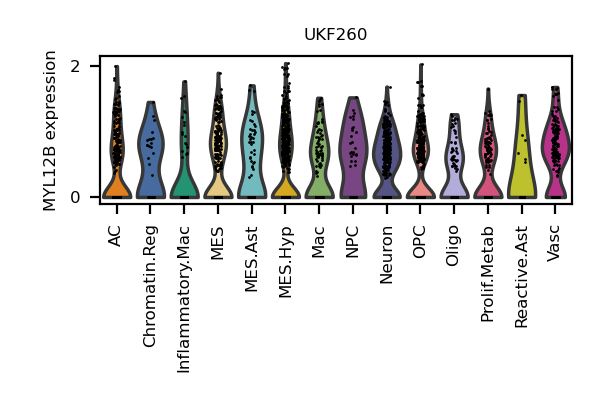 UKF260
MYL12B expression
2
0
AC
Chromatin.Reg
Inflammatory.Mac
MES
MES.Ast
MES.Hyp
Mac
NPC
Neuron
OPC
Oligo
Prolif.Metab
Reactive.Ast
Vasc